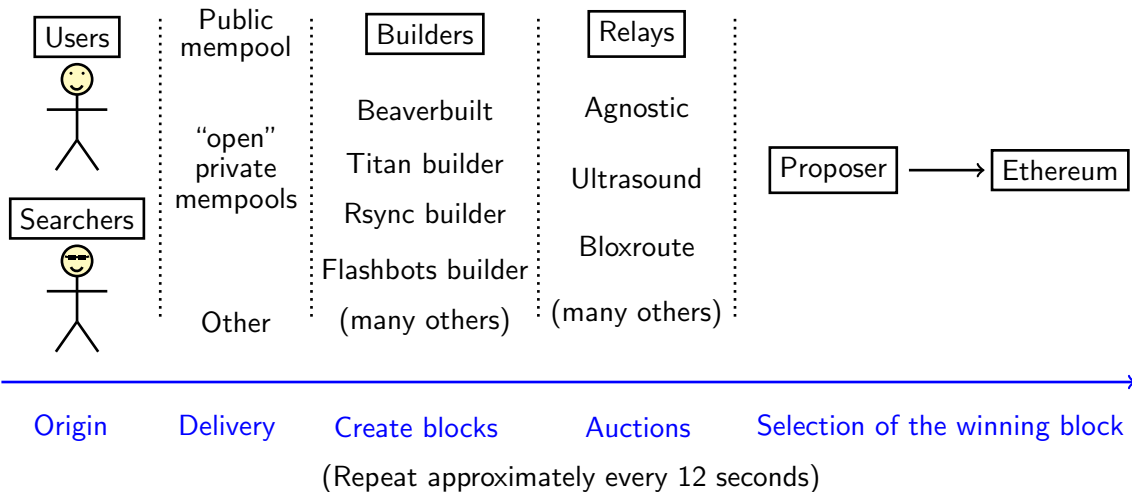 Users
Searchers
Public
mempool
“open”
private
mempools
Other
Builders
Beaverbuilt
Titan builder
Rsync builder
Flashbots builder
(many others)
Relays
Agnostic
Ultrasound
Bloxroute
(many others)
Proposer
Ethereum
Origin
Delivery
Create blocks
Auctions
Selection of the winning block
(Repeat approximately every 12 seconds)